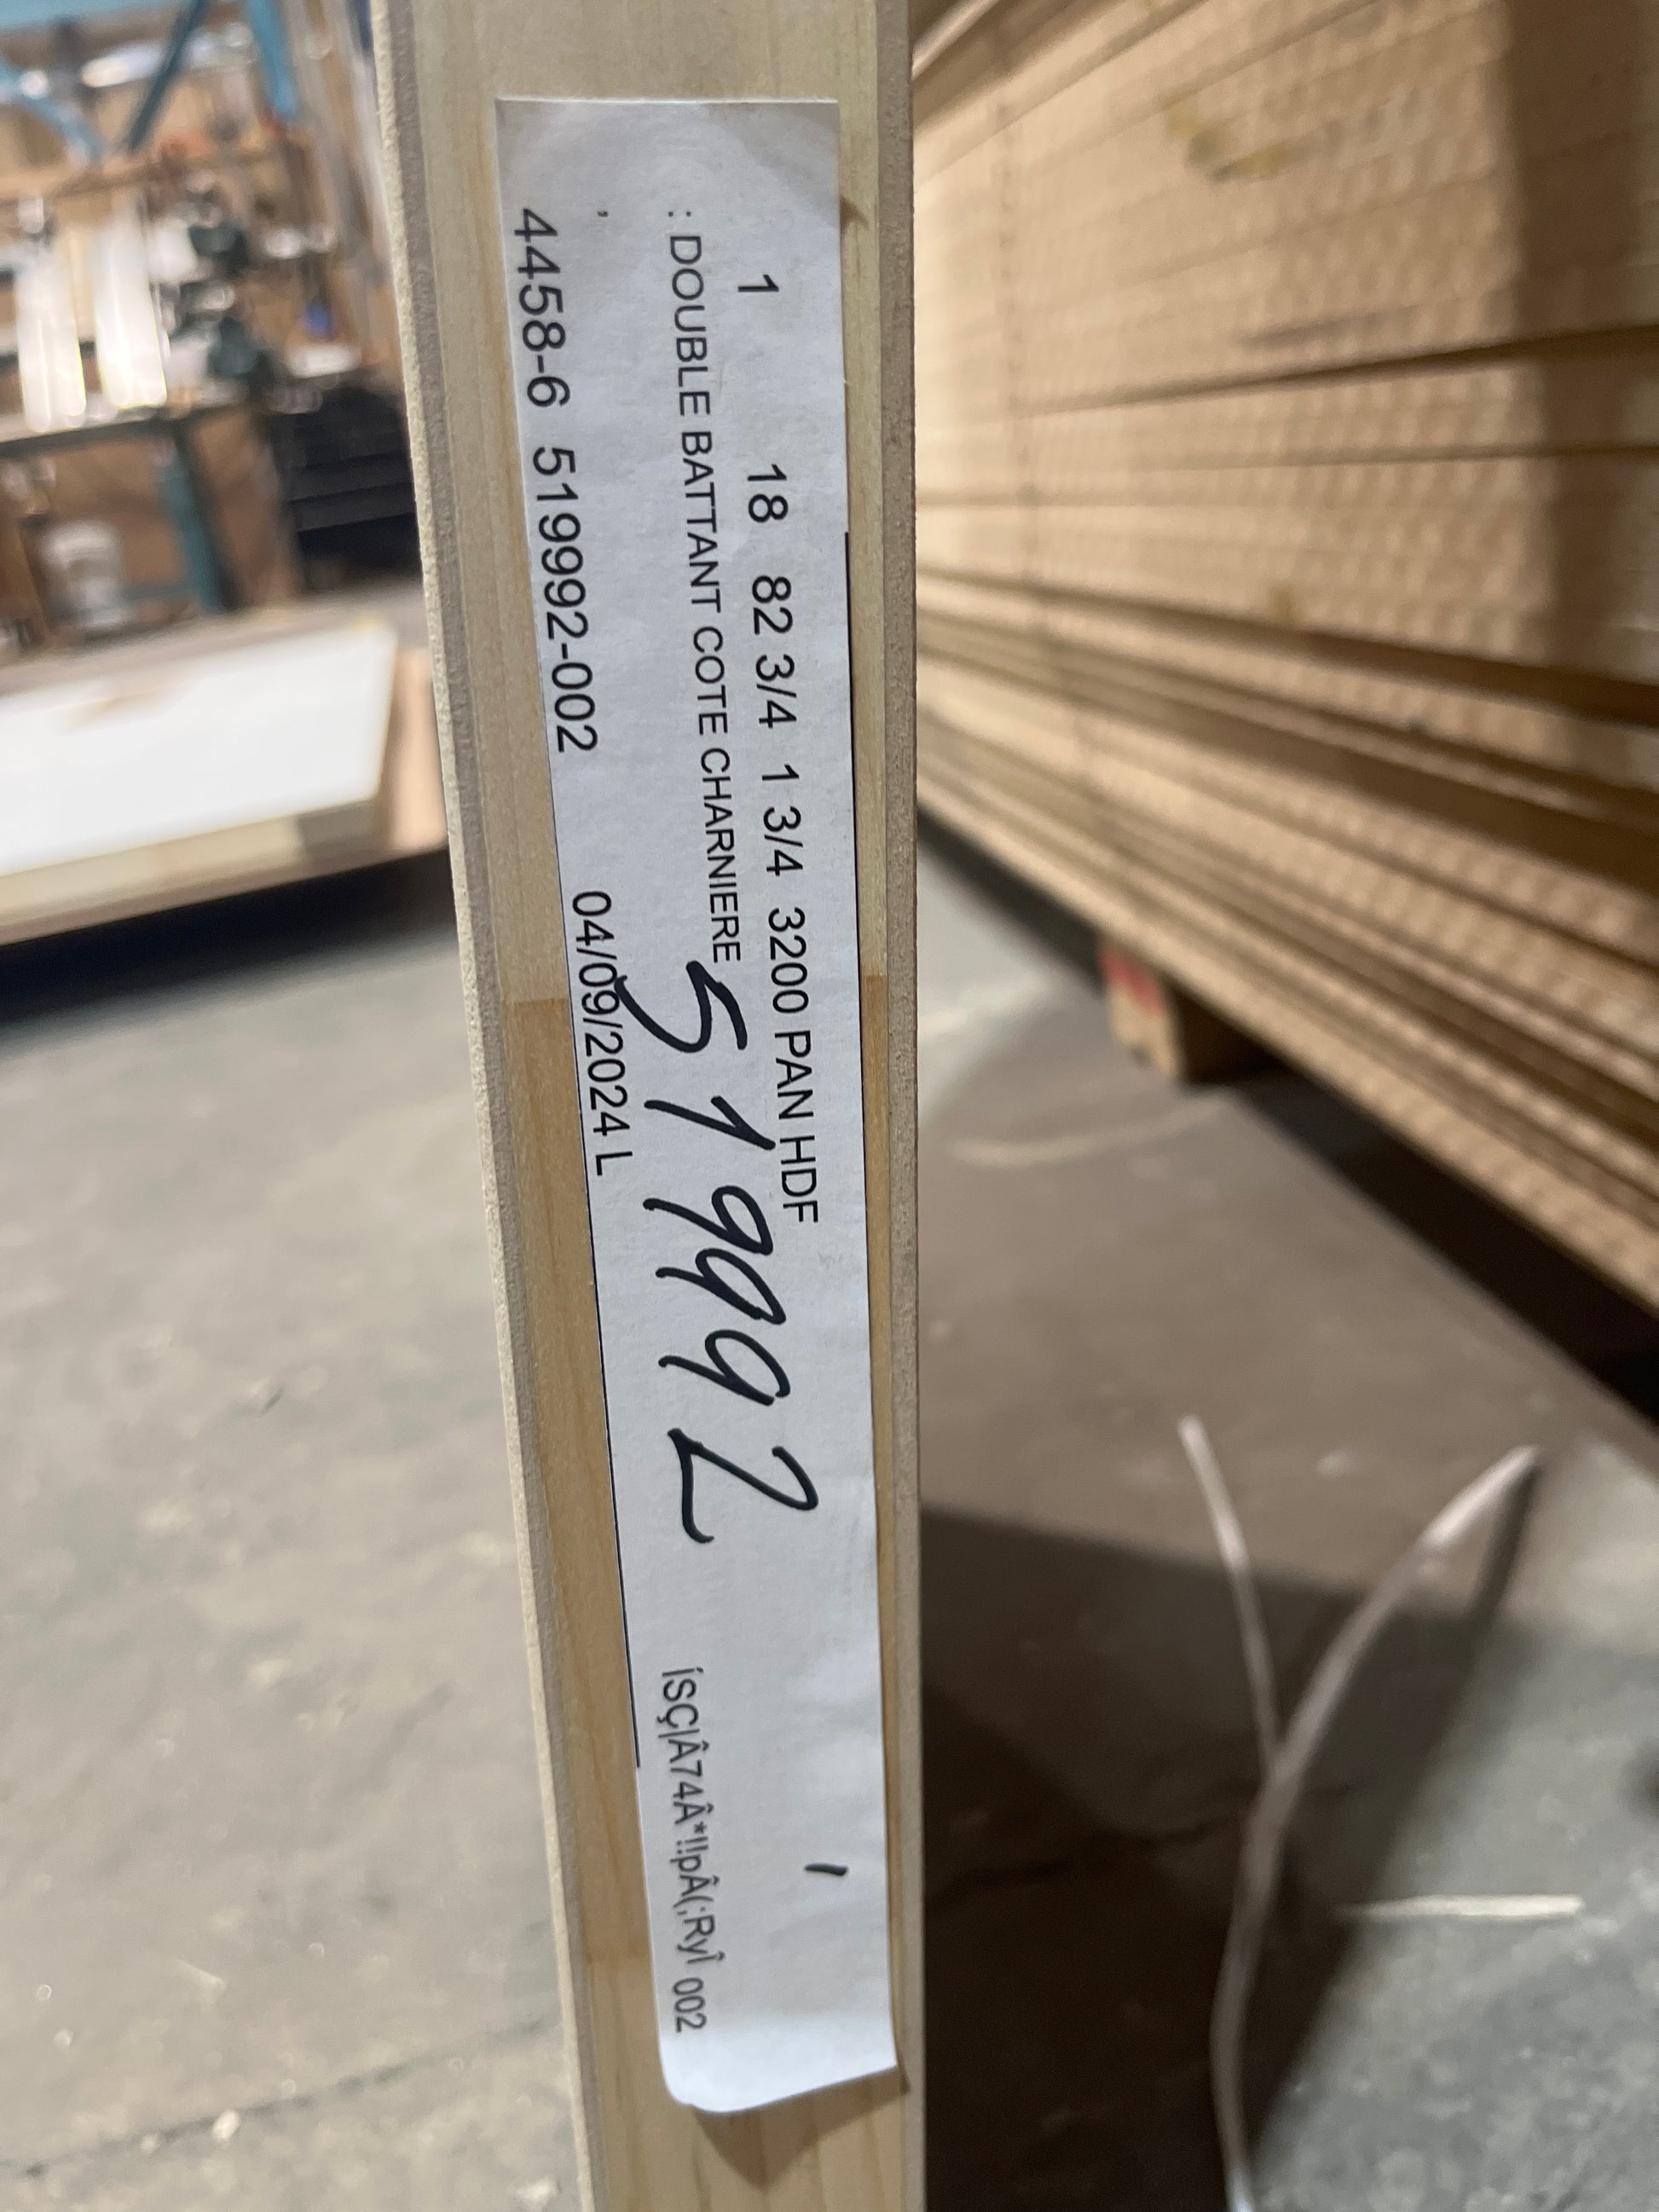 1 18 82 3/4 1 3/4 3200 PAN HDF
: DOUBLE BATTANT COTE CHARNIERE
,
4458-6 519992-002 04/09/2024 L
51992
ÍSÇ|Â74Â*!!pÂ(;RyÎ 002